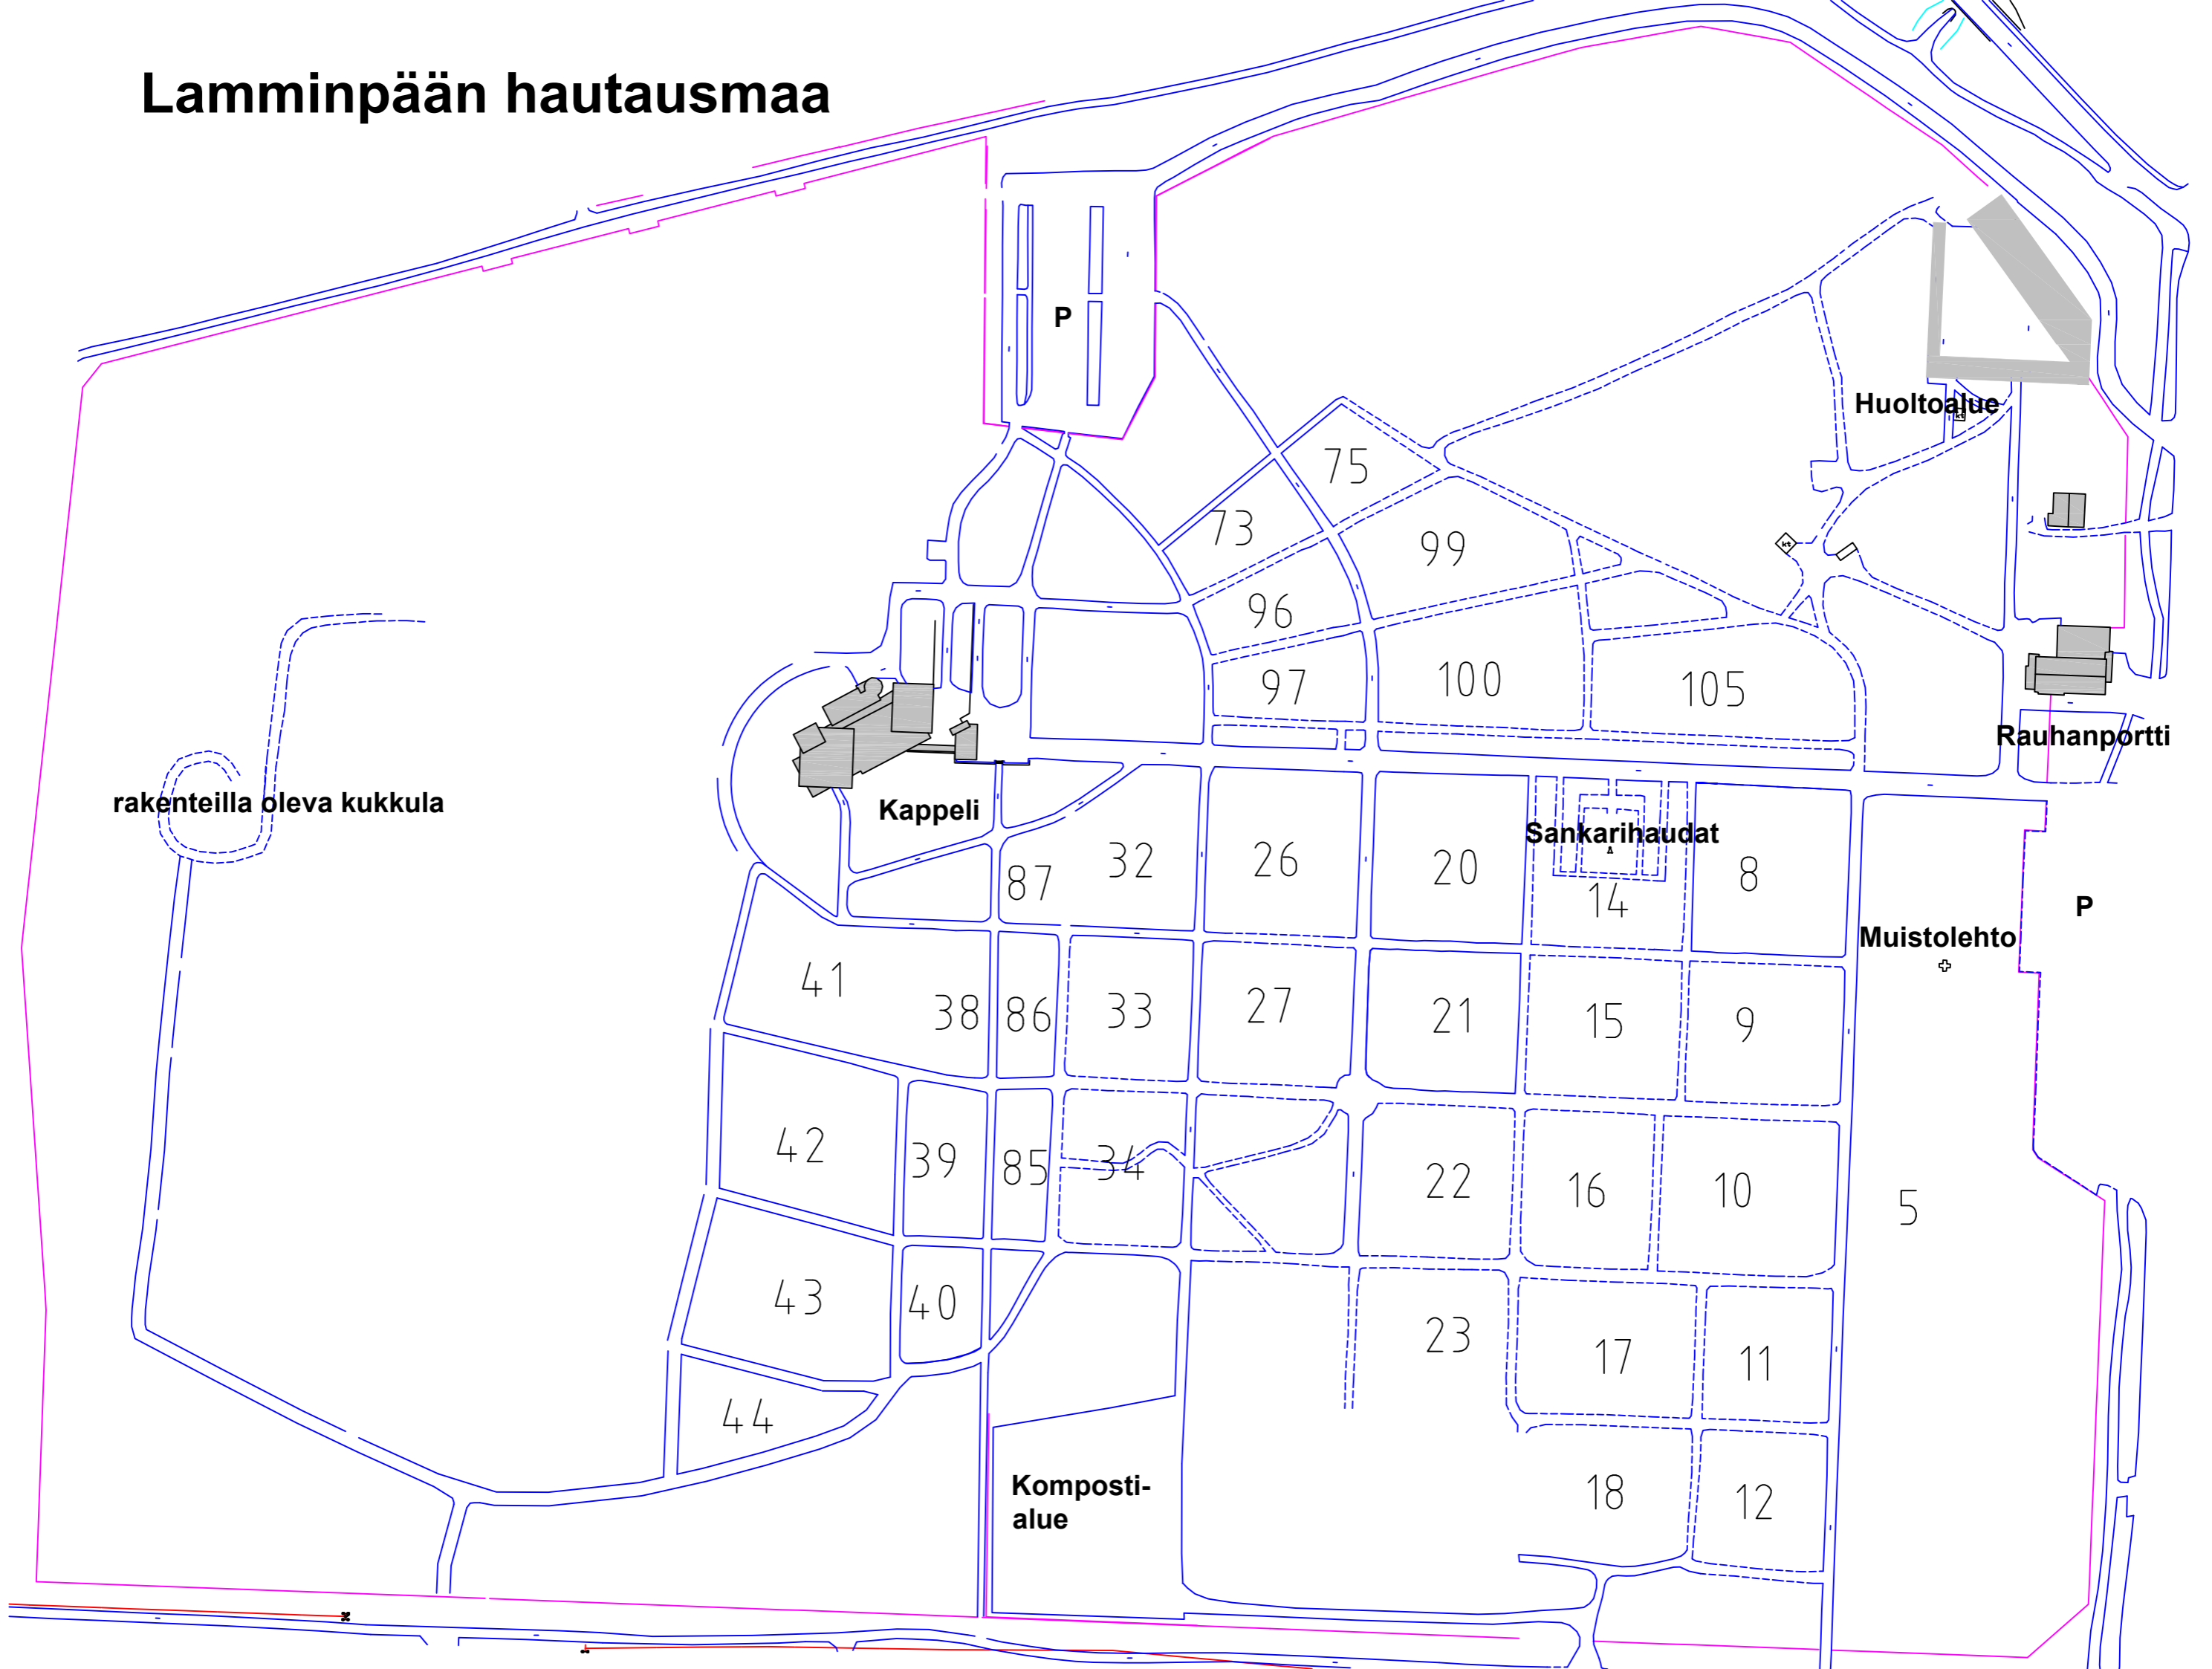 Lamminpään hautausmaa
P
Huoltoalue
kt
75
73
99
kt
96
97
100
105
Rauhanportti
rakenteilla oleva kukkula
Kappeli
Sankarihaudat
87
32
26
20
14
8
P
Muistolehto
41
38
86
33
27
21
15
9
42
39
85
34
22
16
10
5
43
40
23
17
11
44
Komposti-
alue
18
12